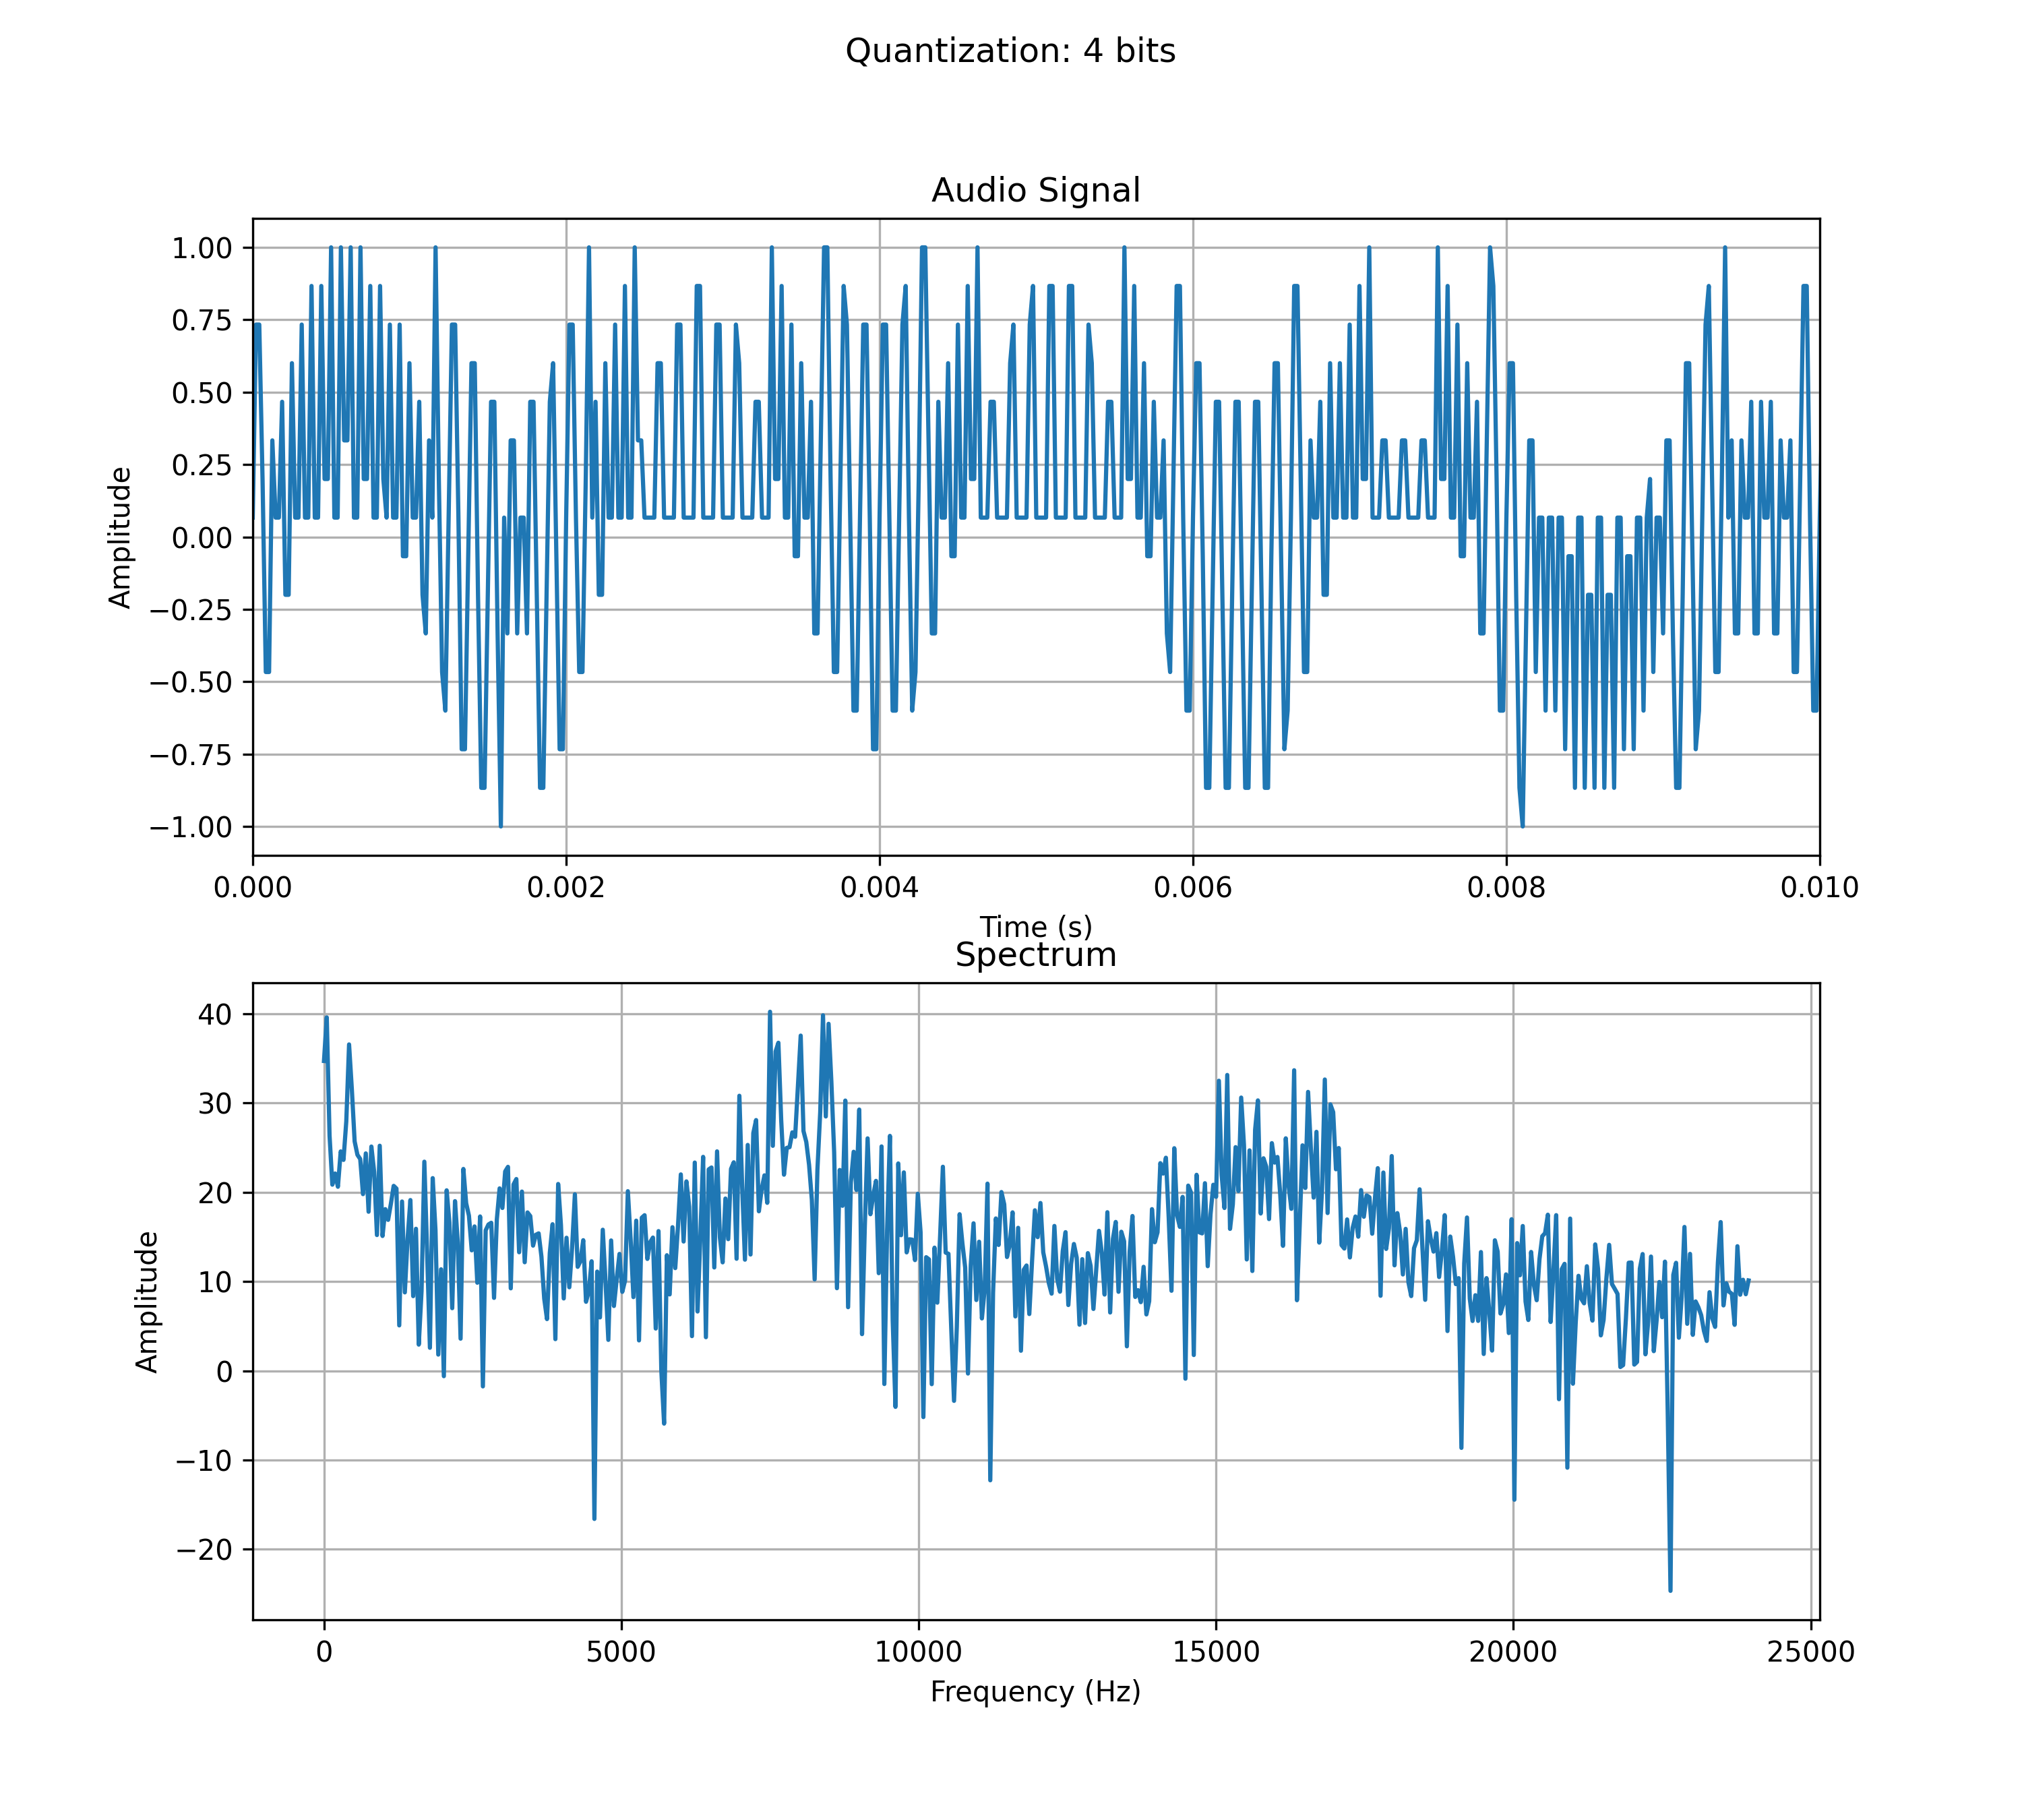 Quantization: 4 bits
Audio Signal
1.00
0.75
0.50
0.25
0.00
−0.25
−0.50
−0.75
−1.00
Amplitude
0.000 0.002 0.004 0.006 0.008 0.010
Time (s)
Spectrum
40
30
20
10
0
−10
−20
Amplitude
0 5000 10000 15000 20000 25000
Frequency (Hz)